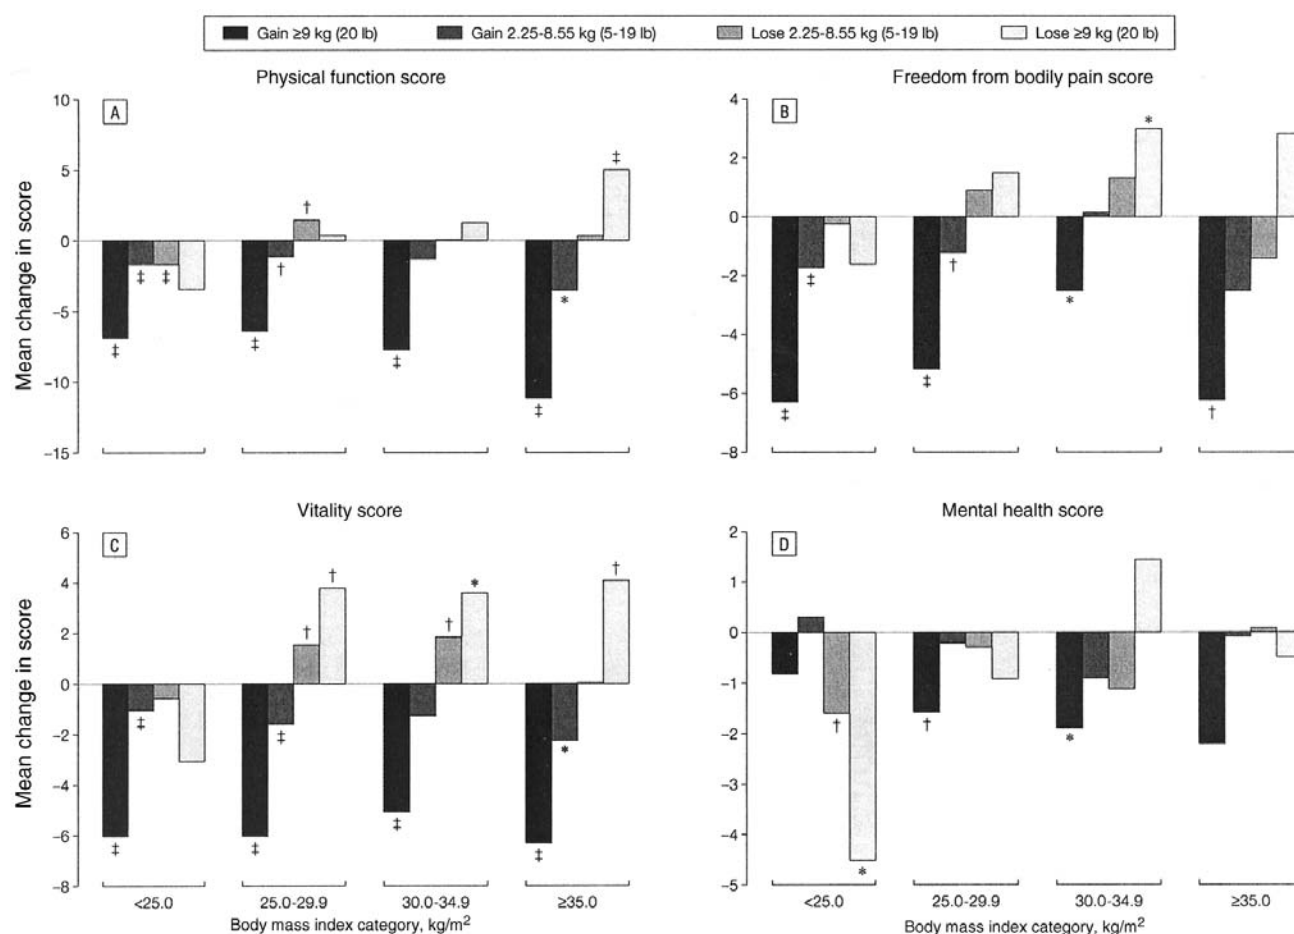 Gain ≥9 kg (20 lb) Gain 2.25-8.55 kg (5-19 lb) Lose 2.25-8.55 kg (5-19 lb) Lose ≥9 kg (20 lb)
Physical function score
A
Mean change in score
10
5
0
−5
−10
−15
‡ ‡ ‡ ‡ † † ‡ ‡ * ‡
Freedom from bodily pain score
B
4
2
0
−2
−4
−6
−8
‡ ‡ ‡ † * * †
Vitality score
C
Mean change in score
6
4
2
0
−2
−4
−6
−8
‡ ‡ ‡ ‡ † † ‡ † * ‡ * †
<25.0 25.0-29.9 30.0-34.9 ≥35.0
Body mass index category, kg/m²
Mental health score
D
2
1
0
−1
−2
−3
−4
−5
† * † *
<25.0 25.0-29.9 30.0-34.9 ≥35.0
Body mass index category, kg/m²